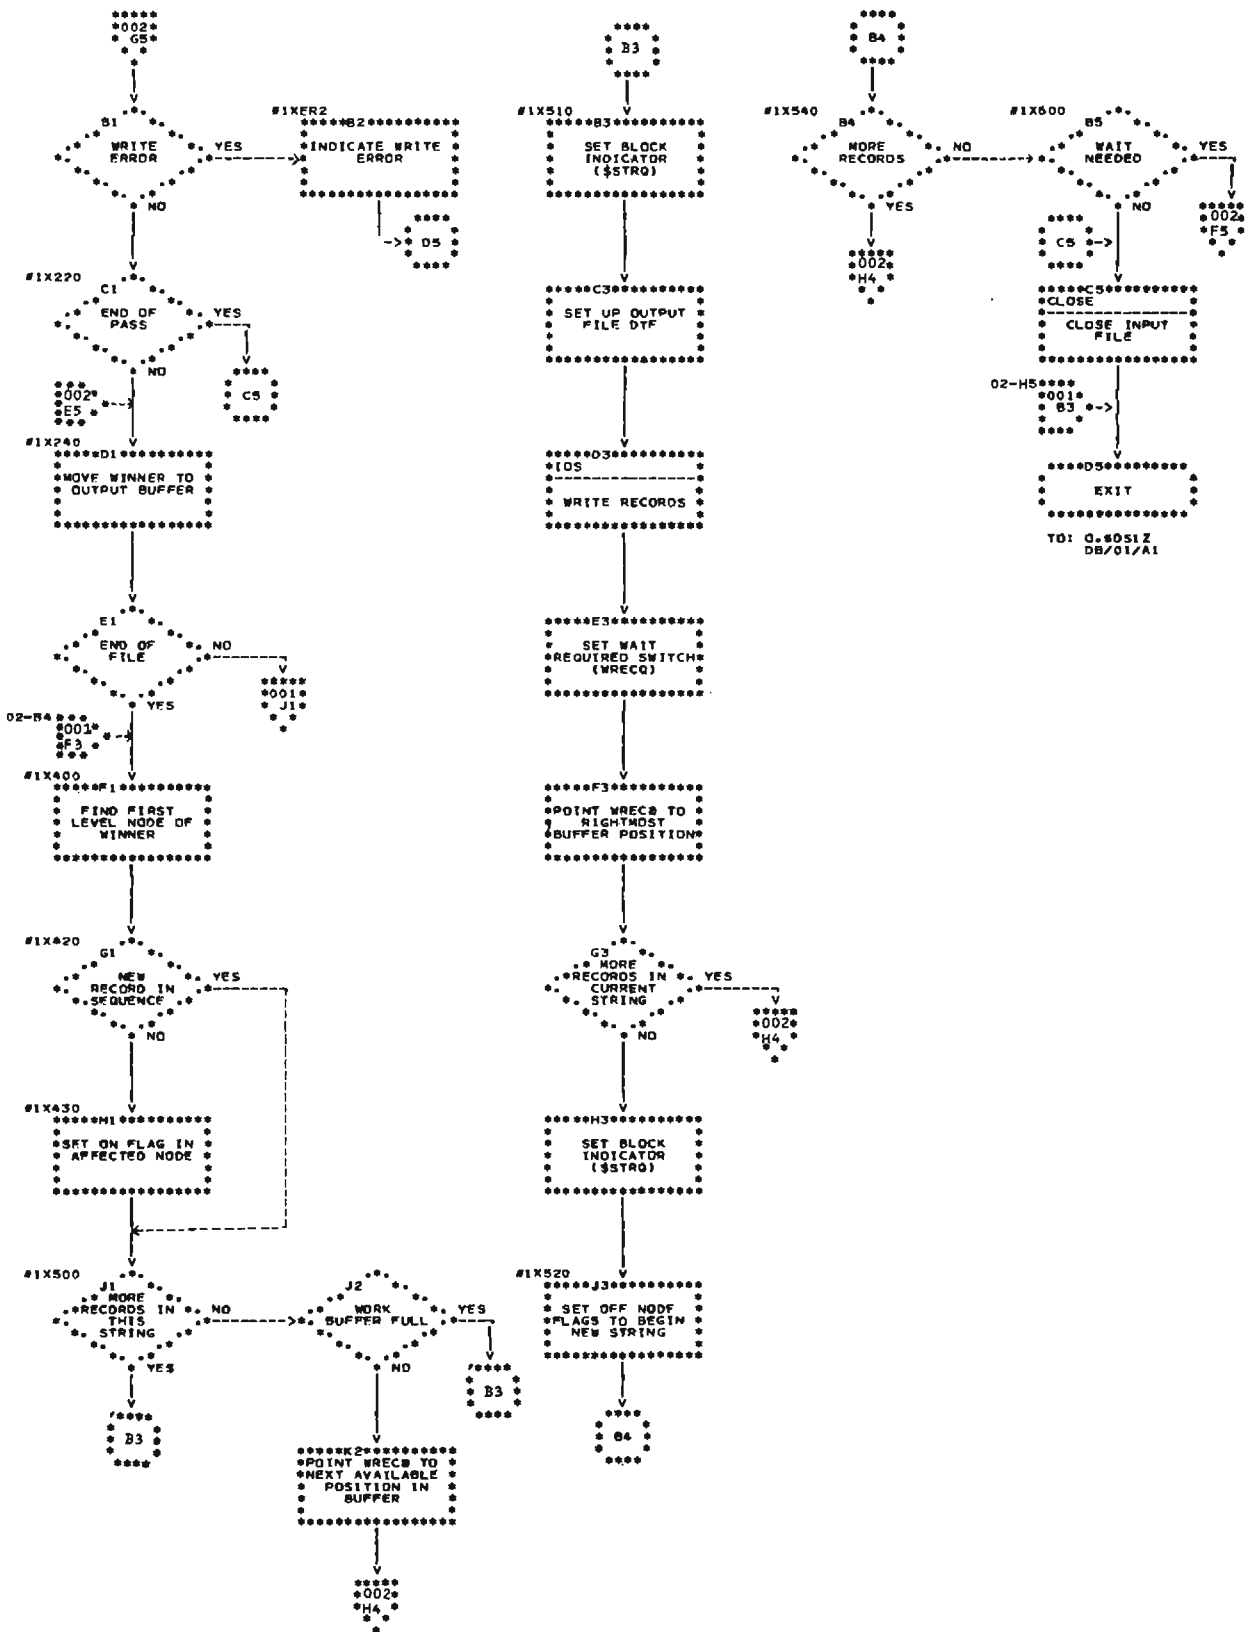 002
G5
B1
WRITE
ERROR
YES
NO
#1XER2
B2
INDICATE WRITE
ERROR
D5
#1X220
C1
END OF
PASS
YES
NO
C5
002
E5
#1X240
D1
MOVE WINNER TO
OUTPUT BUFFER
E1
END OF
FILE
NO
YES
001
J1
02-B4
001
F3
#1X400
F1
FIND FIRST
LEVEL NODE OF
WINNER
#1X420
G1
NEW
RECORD IN
SEQUENCE
YES
NO
#1X430
H1
SET ON FLAG IN
AFFECTED NODE
#1X500
J1
MORE
RECORDS IN
THIS
STRING
NO
YES
B3
J2
WORK
BUFFER FULL
YES
NO
B3
K2
POINT WREC@ TO
NEXT AVAILABLE
POSITION IN
BUFFER
002
H4
B3
#1X510
B3
SET BLOCK
INDICATOR
($STRQ)
C3
SET UP OUTPUT
FILE DTF
D3
IOS
WRITE RECORDS
E3
SET WAIT
REQUIRED SWITCH
(WRECQ)
F3
POINT WREC@ TO
RIGHTMOST
BUFFER POSITION
G3
MORE
RECORDS IN
CURRENT
STRING
YES
NO
002
H4
H3
SET BLOCK
INDICATOR
($STRQ)
#1X520
J3
SET OFF NODE
FLAGS TO BEGIN
NEW STRING
B4
B4
#1X540
B4
MORE
RECORDS
NO
YES
002
H4
#1X600
B5
WAIT
NEEDED
YES
NO
002
F5
C5
C5
CLOSE
CLOSE INPUT
FILE
02-H5
001
B3
D5
EXIT
TO: 0.$DS1Z
DB/01/A1